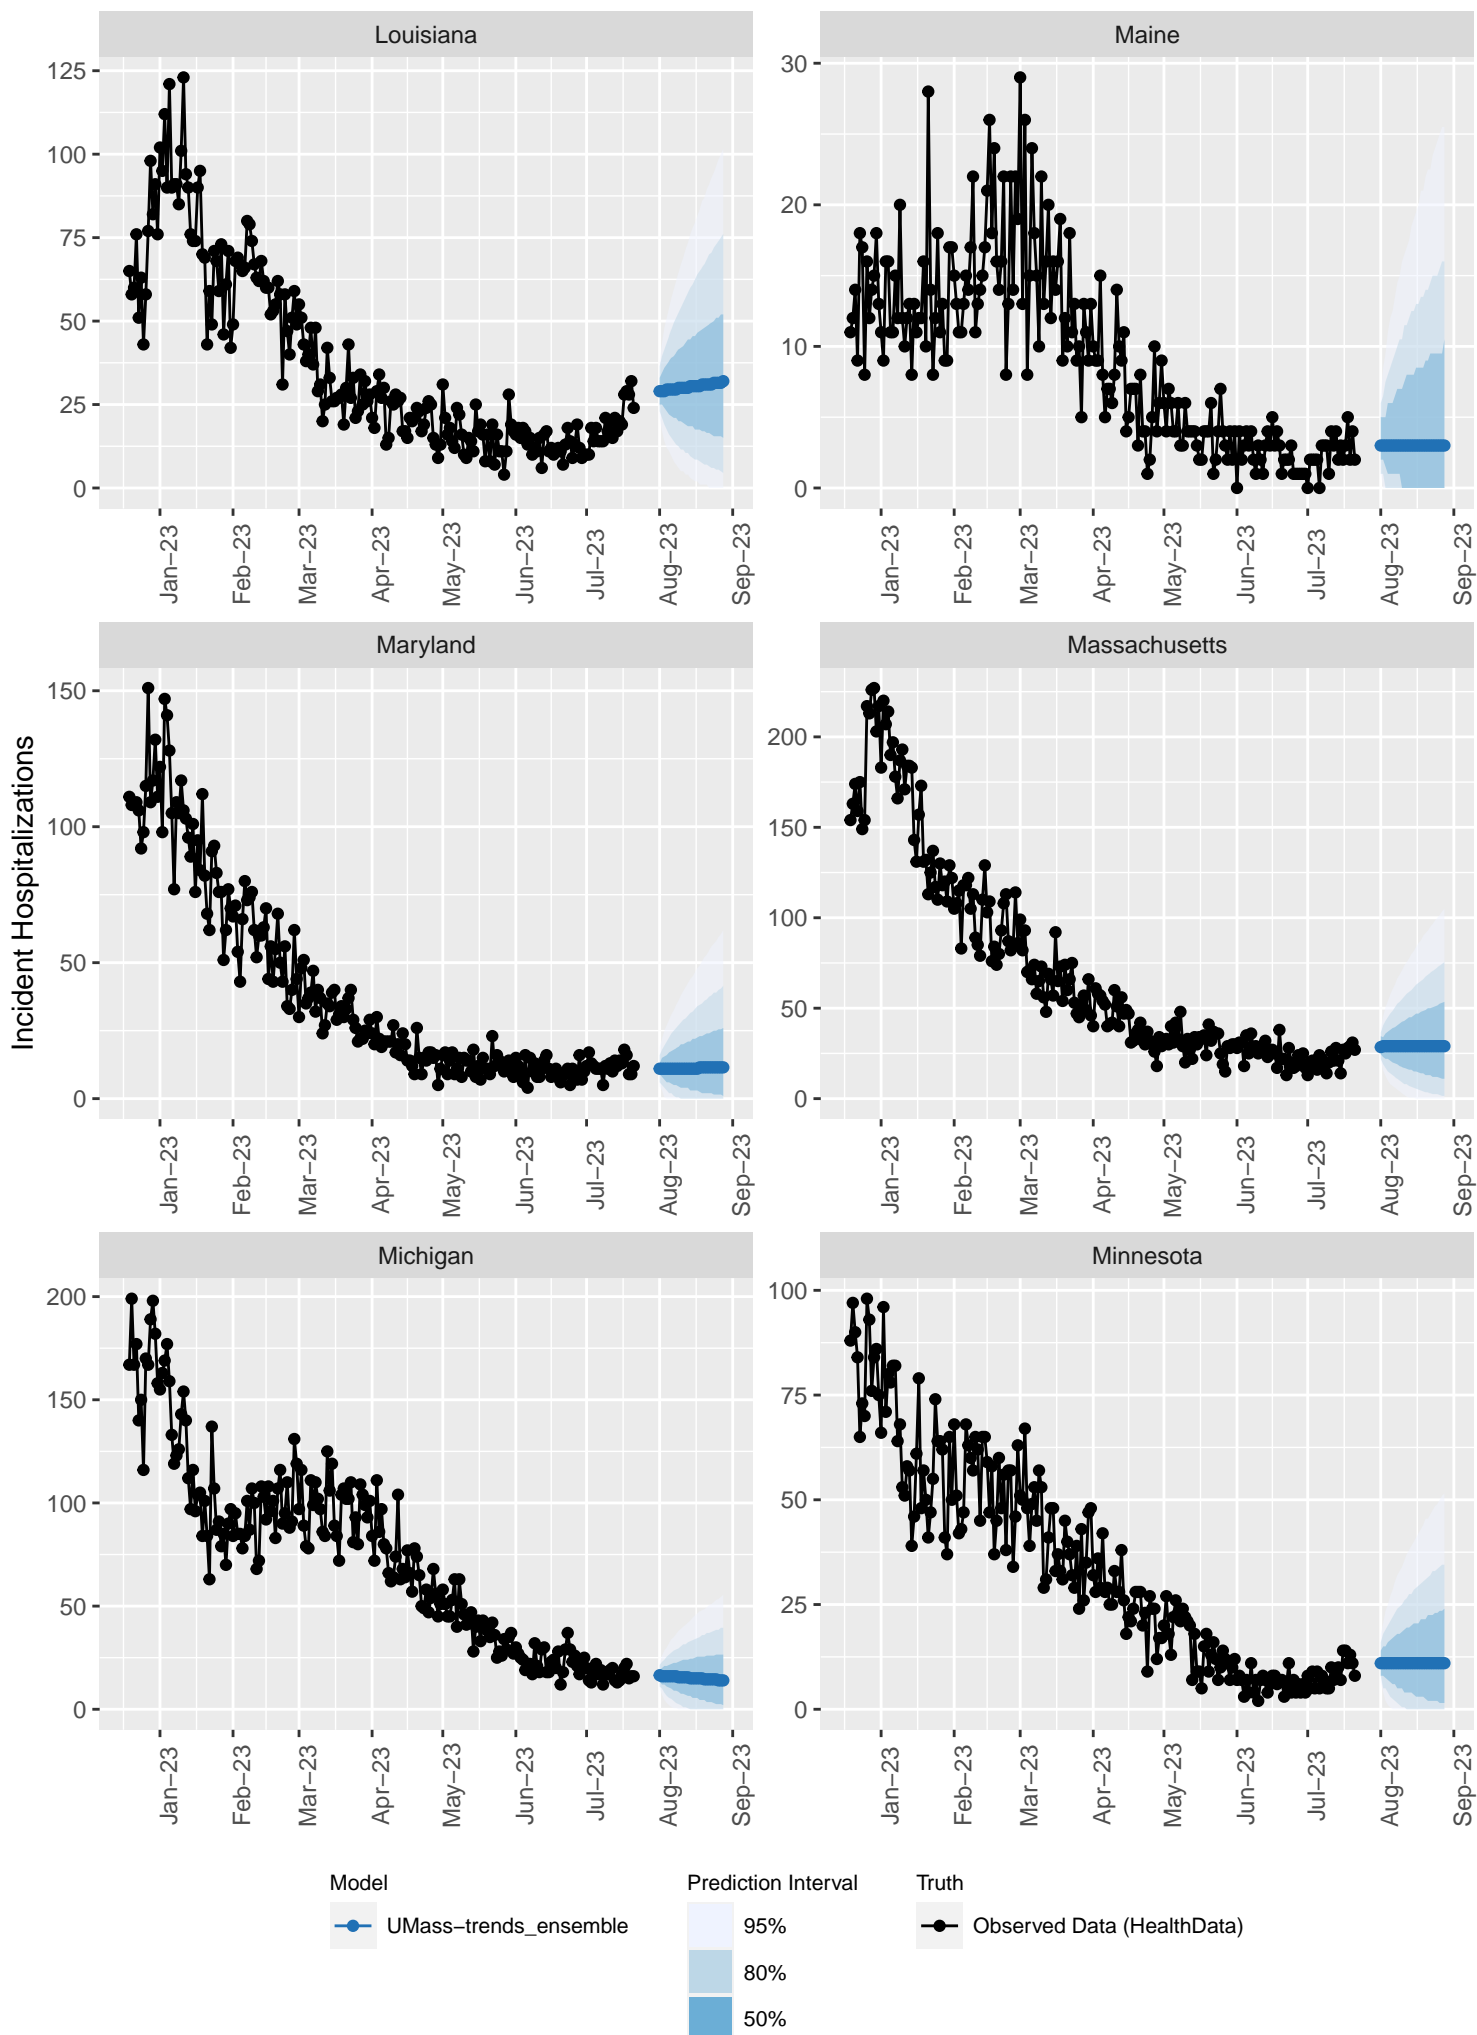 Louisiana
Maine
125
100
75
50
25
0
30
20
10
0
Jan−23
Feb−23
Mar−23
Apr−23
May−23
Jun−23
Jul−23
Aug−23
Sep−23
Jan−23
Feb−23
Mar−23
Apr−23
May−23
Jun−23
Jul−23
Aug−23
Sep−23
Incident Hospitalizations
Maryland
Massachusetts
150
100
50
0
200
150
100
50
0
Jan−23
Feb−23
Mar−23
Apr−23
May−23
Jun−23
Jul−23
Aug−23
Sep−23
Jan−23
Feb−23
Mar−23
Apr−23
May−23
Jun−23
Jul−23
Aug−23
Sep−23
Michigan
Minnesota
200
150
100
50
0
100
75
50
25
0
Jan−23
Feb−23
Mar−23
Apr−23
May−23
Jun−23
Jul−23
Aug−23
Sep−23
Jan−23
Feb−23
Mar−23
Apr−23
May−23
Jun−23
Jul−23
Aug−23
Sep−23
Model
UMass−trends_ensemble
Prediction Interval
95%
80%
50%
Truth
Observed Data (HealthData)